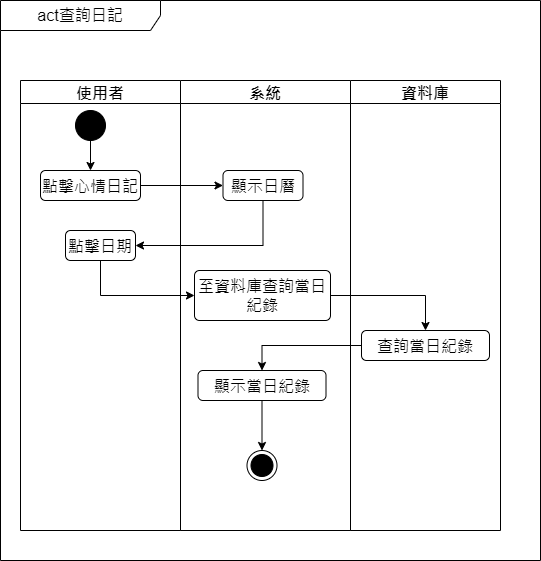 act查詢日記
使用者
系統
資料庫
點擊心情日記
顯示日曆
點擊日期
至資料庫查詢當日
紀錄
查詢當日紀錄
顯示當日紀錄